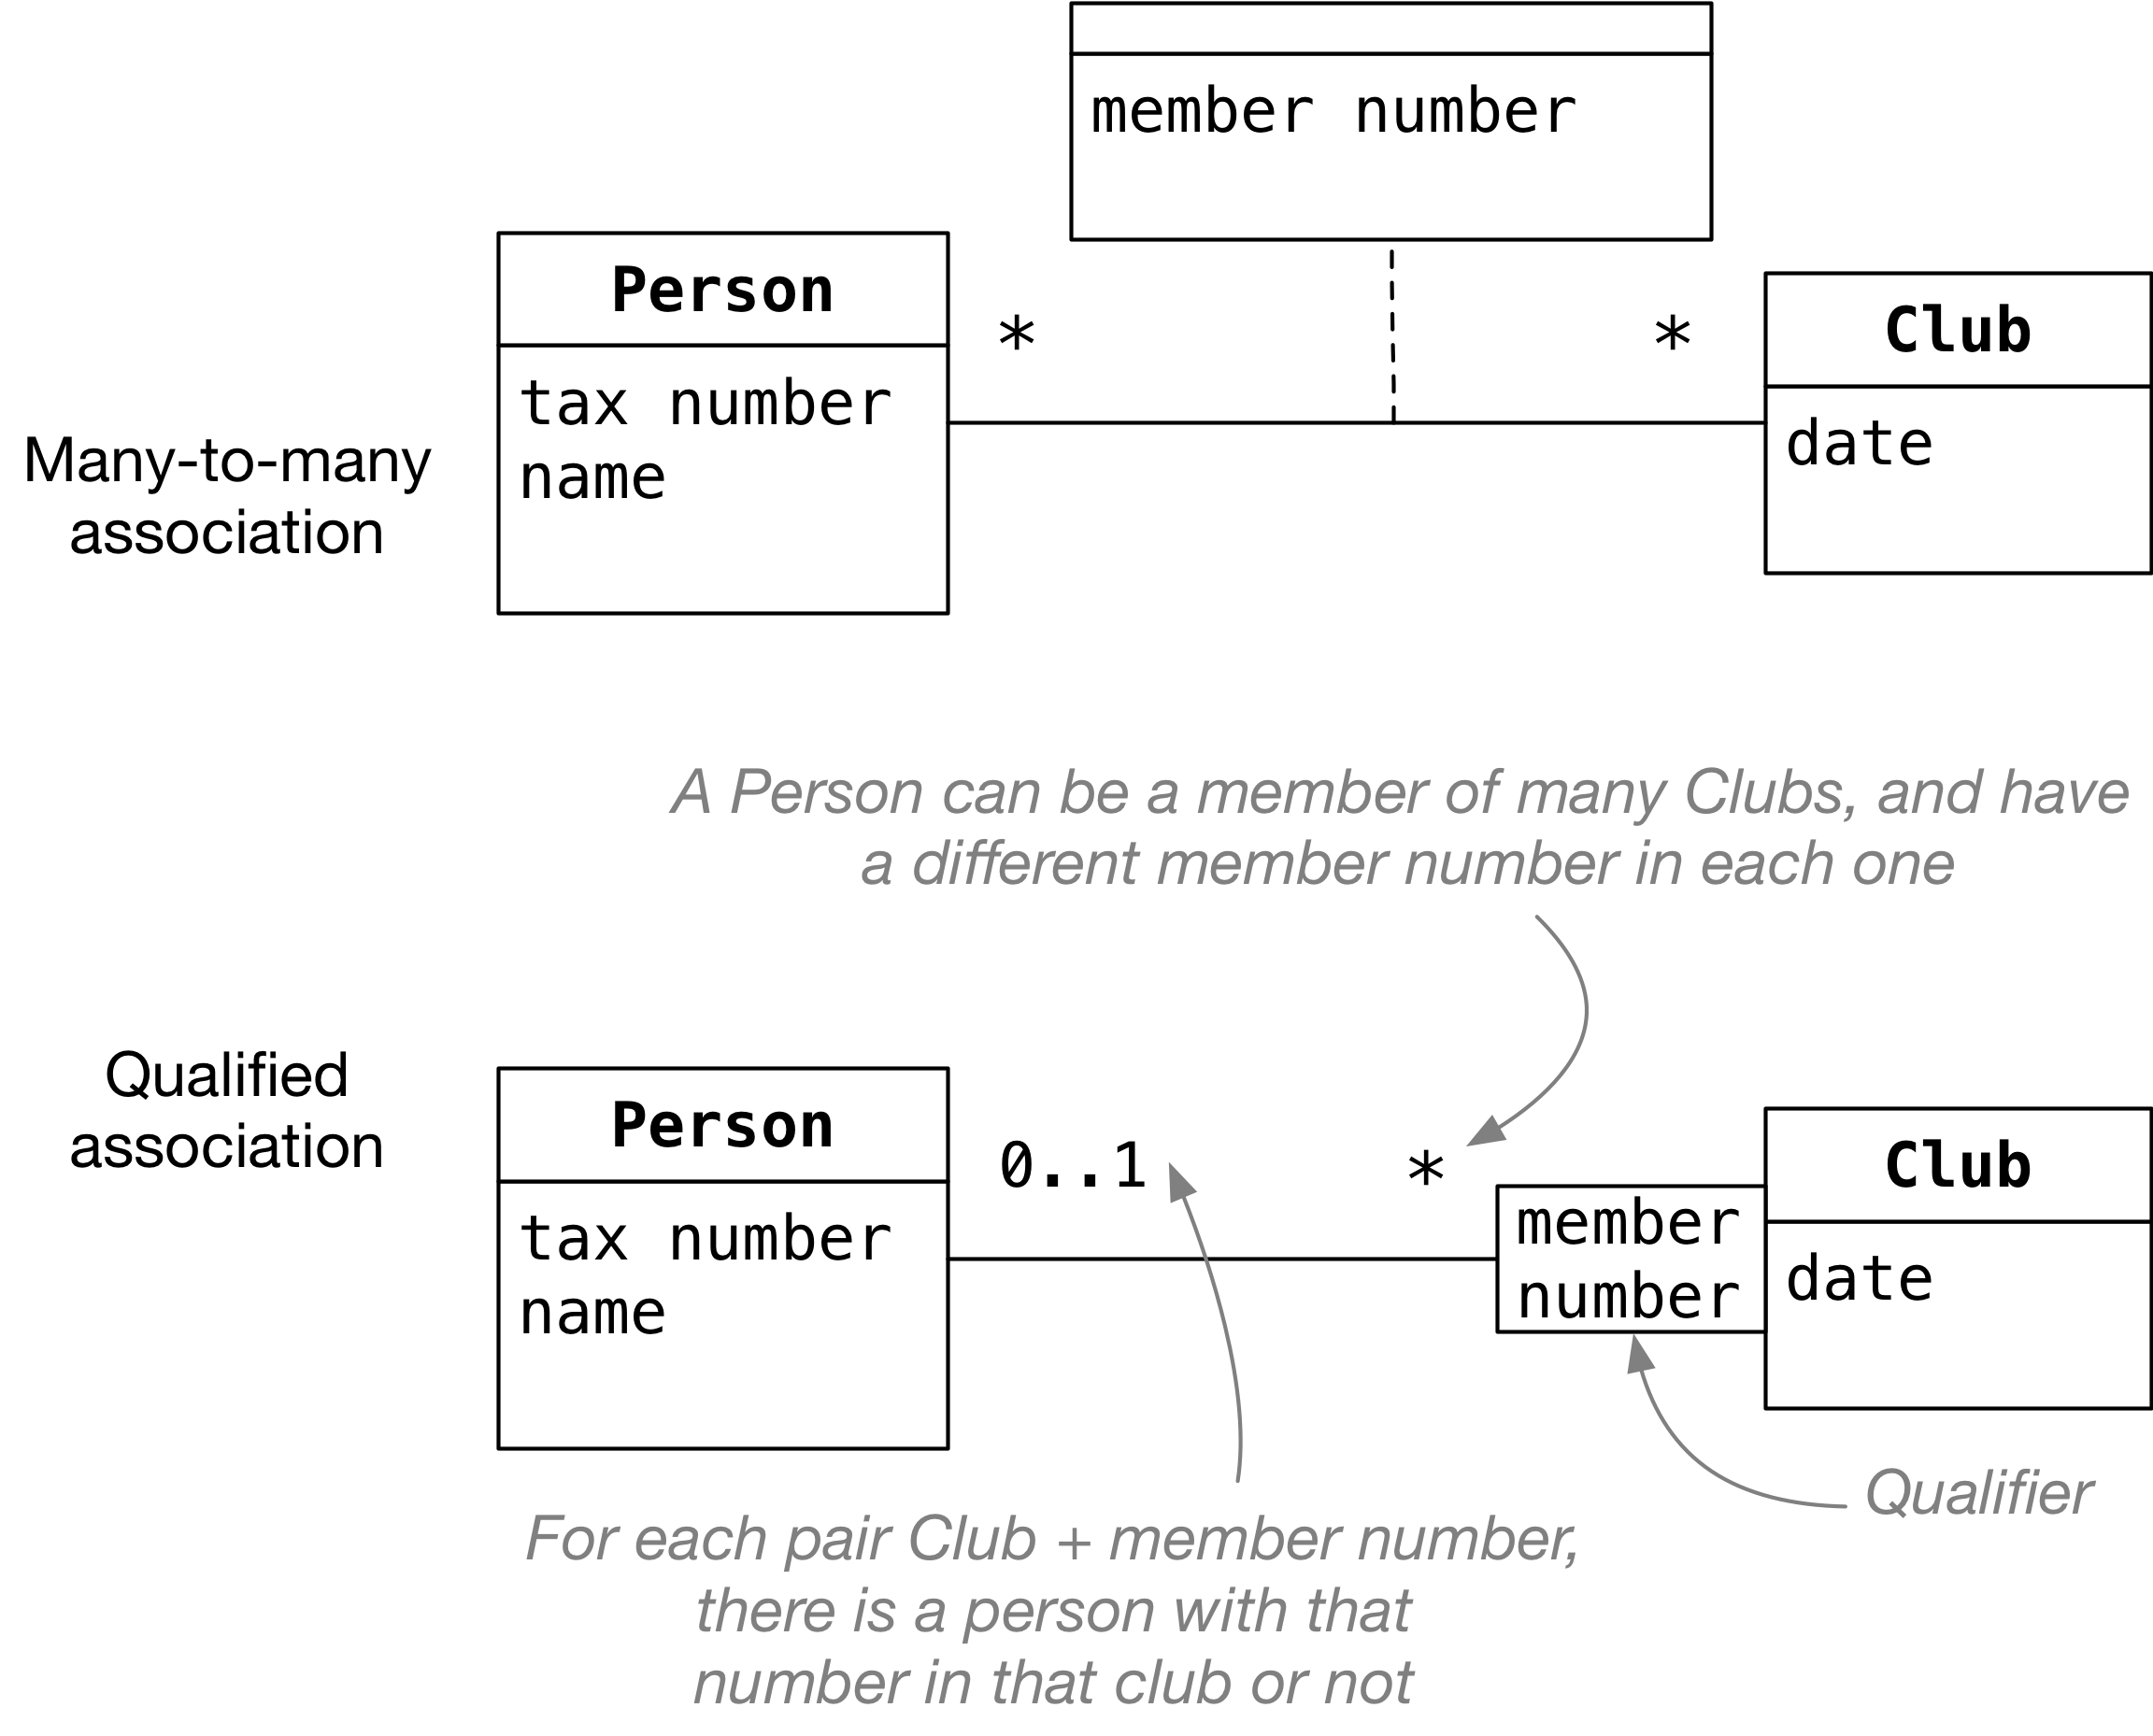 member number
Person
*
*
Club
tax number
name
date
Many-to-many
association
A Person can be a member of many Clubs, and have
a different member number in each one
Qualified
association
Person
0..1
*
Club
tax number
name
member
number
date
Qualifier
For each pair Club + member number,
there is a person with that
number in that club or not